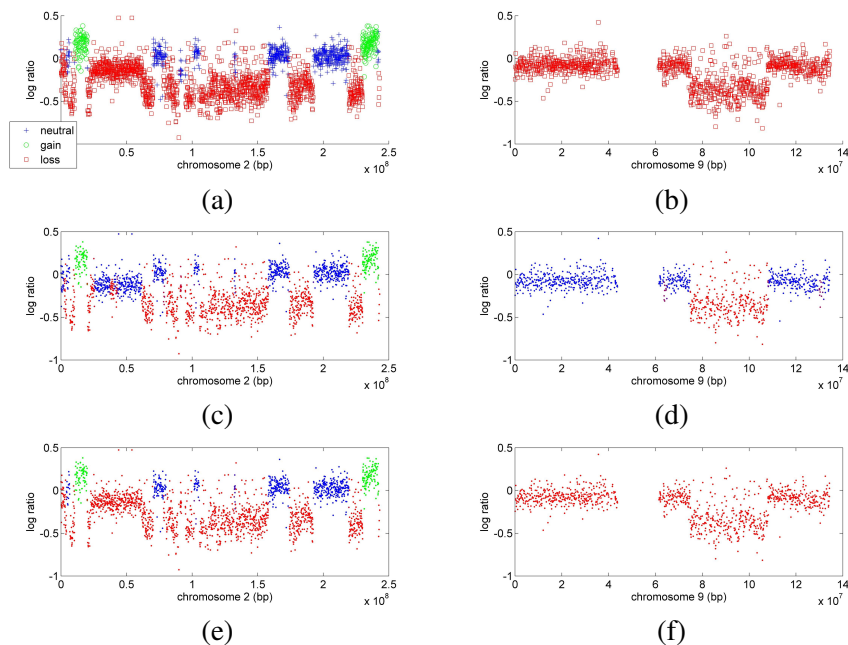 0.5
0
-0.5
-1
log ratio
neutral
gain
loss
0.5 1 1.5 2 2.5
chromosome 2 (bp)
x 10^8
(a)
0.5
0
-0.5
-1
log ratio
0 2 4 6 8 10 12 14
chromosome 9 (bp)
x 10^7
(b)
0.5
0
-0.5
-1
log ratio
0 0.5 1 1.5 2 2.5
chromosome 2 (bp)
x 10^8
(c)
0.5
0
-0.5
-1
log ratio
0 2 4 6 8 10 12 14
chromosome 9 (bp)
x 10^7
(d)
0.5
0
-0.5
-1
log ratio
0 0.5 1 1.5 2 2.5
chromosome 2 (bp)
x 10^8
(e)
0.5
0
-0.5
-1
log ratio
0 2 4 6 8 10 12 14
chromosome 9 (bp)
x 10^7
(f)